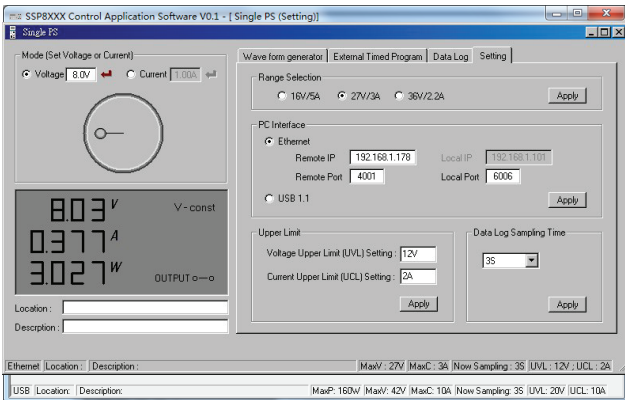 SSP8XXX Control Application Software V0.1 - [ Single PS (Setting)]
Single PS
Mode (Set Voltage or Current)
Voltage 8.0V Current 1.00A
8.03 V V-const
0.377 A
3.027 W OUTPUT
Location :
Descrption :
Wave form generator External Timed Program Data Log Setting
Range Selection
16V/5A 27V/3A 36V/2.2A Apply
PC Interface
Ethernet
Remote IP 192.168.1.178 Local IP 192.168.1.101
Remote Port 4001 Local Port 6006
USB 1.1 Apply
Upper Limit
Voltage Upper Limit (UVL) Setting : 12V
Current Upper Limit (UCL) Setting : 2A
Apply
Data Log Sampling Time
3S
Apply
Ethernet Location : Description : MaxV : 27V MaxC : 3A Now Sampling : 3S UVL : 12V ; UCL : 2A
USB Location: Description: MaxP: 160W MaxV: 42V MaxC: 10A Now Sampling: 3S UVL: 20V UCL: 10A